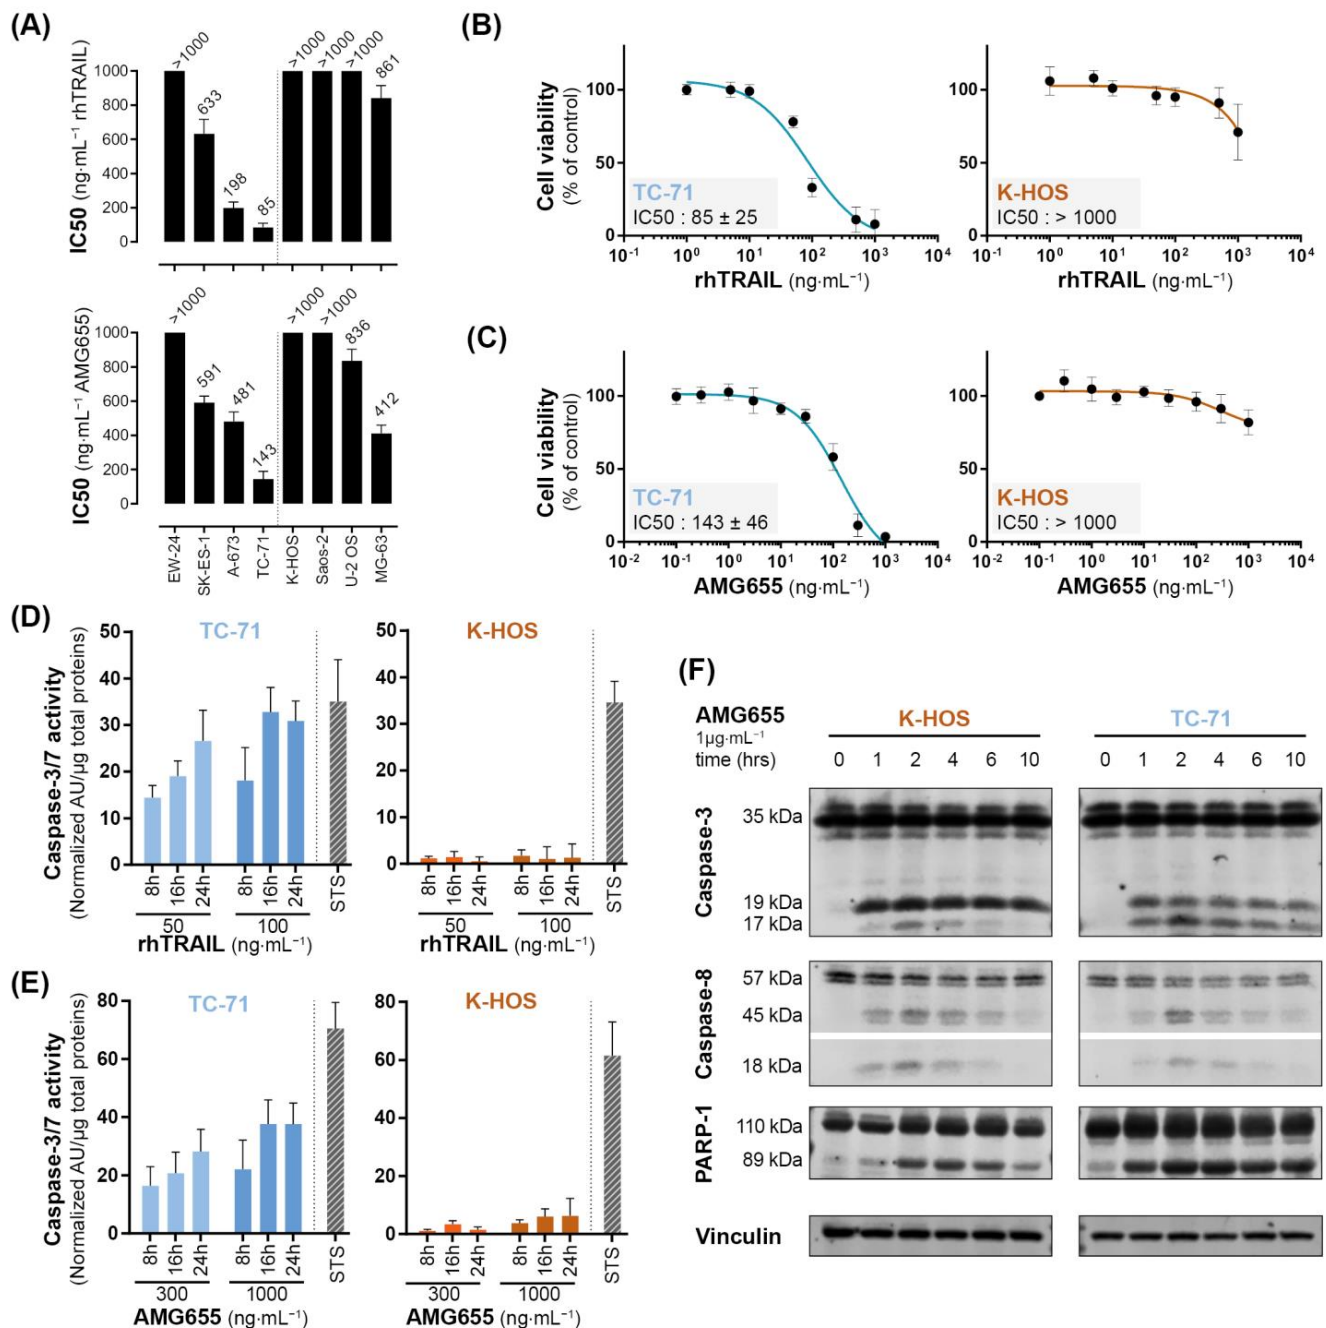 (A)
IC50 (ng·mL⁻¹ rhTRAIL)
1000
800
600
400
200
0
>1000
633
198
85
>1000
>1000
>1000
861
IC50 (ng·mL⁻¹ AMG655)
1000
800
600
400
200
0
>1000
591
481
143
>1000
>1000
836
412
EW-24
SK-ES-1
A-673
TC-71
K-HOS
Saos-2
U-2 OS
MG-63
(B)
Cell viability
(% of control)
100
50
0
TC-71
IC50 : 85 ± 25
10⁻¹ 10⁰ 10¹ 10² 10³ 10⁴
rhTRAIL (ng·mL⁻¹)
100
50
0
K-HOS
IC50 : > 1000
10⁻¹ 10⁰ 10¹ 10² 10³ 10⁴
rhTRAIL (ng·mL⁻¹)
(C)
Cell viability
(% of control)
100
50
0
TC-71
IC50 : 143 ± 46
10⁻² 10⁻¹ 10⁰ 10¹ 10² 10³ 10⁴
AMG655 (ng·mL⁻¹)
100
50
0
K-HOS
IC50 : > 1000
10⁻² 10⁻¹ 10⁰ 10¹ 10² 10³ 10⁴
AMG655 (ng·mL⁻¹)
(D)
Caspase-3/7 activity
(Normalized AU/µg total proteins)
TC-71
50
40
30
20
10
0
8h 16h 24h 8h 16h 24h STS
50 100
rhTRAIL (ng·mL⁻¹)
K-HOS
50
40
30
20
10
0
8h 16h 24h 8h 16h 24h STS
50 100
rhTRAIL (ng·mL⁻¹)
(E)
Caspase-3/7 activity
(Normalized AU/µg total proteins)
TC-71
80
60
40
20
0
8h 16h 24h 8h 16h 24h STS
300 1000
AMG655 (ng·mL⁻¹)
K-HOS
80
60
40
20
0
8h 16h 24h 8h 16h 24h STS
300 1000
AMG655 (ng·mL⁻¹)
(F)
AMG655 K-HOS TC-71
1µg·mL⁻¹
time (hrs) 0 1 2 4 6 10 0 1 2 4 6 10
Caspase-3
35 kDa
19 kDa
17 kDa
Caspase-8
57 kDa
45 kDa
18 kDa
PARP-1
110 kDa
89 kDa
Vinculin